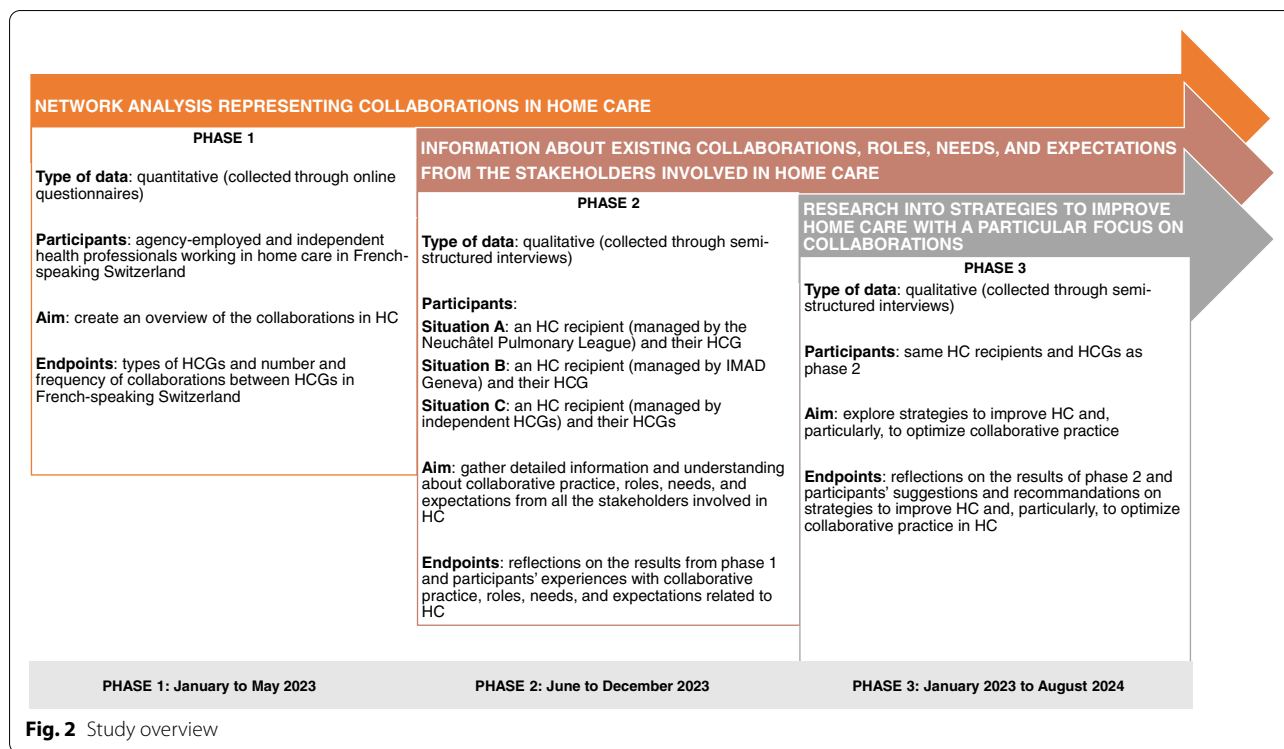 NETWORK ANALYSIS REPRESENTING COLLABORATIONS IN HOME CARE
PHASE 1
Type of data: quantitative (collected through online
questionnaires)
Participants: agency-employed and independent
health professionals working in home care in French-
speaking Switzerland
Aim: create an overview of the collaborations in HC
Endpoints: types of HCGs and number and
frequency of collaborations between HCGs in
French-speaking Switzerland
INFORMATION ABOUT EXISTING COLLABORATIONS, ROLES, NEEDS, AND EXPECTATIONS
FROM THE STAKEHOLDERS INVOLVED IN HOME CARE
PHASE 2
Type of data: qualitative (collected through semi-
structured interviews)
Participants:
Situation A: an HC recipient (managed by the
Neuchâtel Pulmonary League) and their HCG
Situation B: an HC recipient (managed by IMAD
Geneva) and their HCG
Situation C: an HC recipient (managed by
independent HCGs) and their HCGs
Aim: gather detailed information and understanding
about collaborative practice, roles, needs, and
expectations from all the stakeholders involved in
HC
Endpoints: reflections on the results from phase 1
and participants' experiences with collaborative
practice, roles, needs, and expectations related to
HC
RESEARCH INTO STRATEGIES TO IMPROVE
HOME CARE WITH A PARTICULAR FOCUS ON
COLLABORATIONS
PHASE 3
Type of data: qualitative (collected through semi-
structured interviews)
Participants: same HC recipients and HCGs as
phase 2
Aim: explore strategies to improve HC and,
particularly, to optimize collaborative practice
Endpoints: reflections on the results of phase 2 and
participants' suggestions and recommandations on
strategies to improve HC and, particularly, to optimize
collaborative practice in HC
PHASE 1: January to May 2023
PHASE 2: June to December 2023
PHASE 3: January 2023 to August 2024
Fig. 2 Study overview